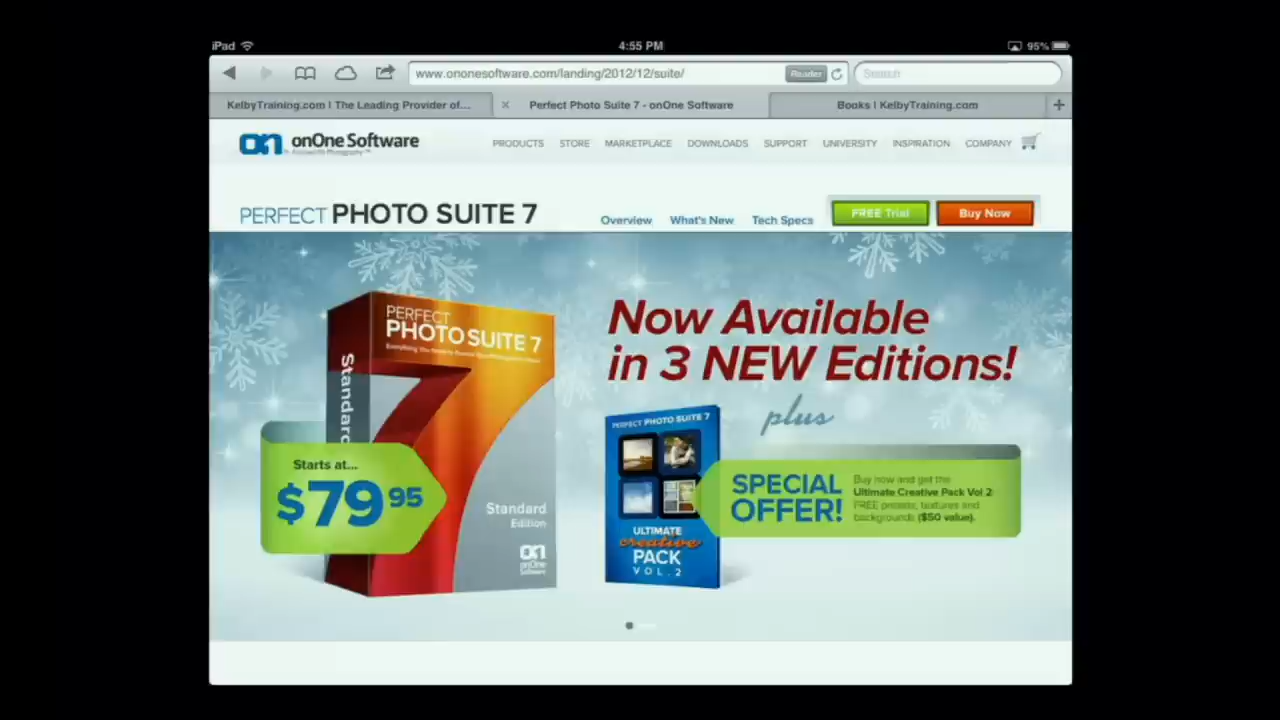 iPad
4:55 PM
95%
www.ononesoftware.com/landing/2012/12/suite/
Reader
Search
KelbyTraining.com | The Leading Provider of...
Perfect Photo Suite 7 - onOne Software
Books | KelbyTraining.com
onOne Software
PRODUCTS STORE MARKETPLACE DOWNLOADS SUPPORT UNIVERSITY INSPIRATION COMPANY
PERFECT PHOTO SUITE 7
Overview What's New Tech Specs
FREE Trial
Buy Now
PERFECT
PHOTO SUITE 7
Standard
Starts at...
$79 95
Standard
Edition
on
onOne
Software
Now Available
in 3 NEW Editions!
plus
PERFECT PHOTO SUITE 7
ULTIMATE
creative
PACK
VOL.2
SPECIAL
OFFER!
Buy now and get the
Ultimate Creative Pack Vol 2
FREE presets, textures and
backgrounds ($50 value).